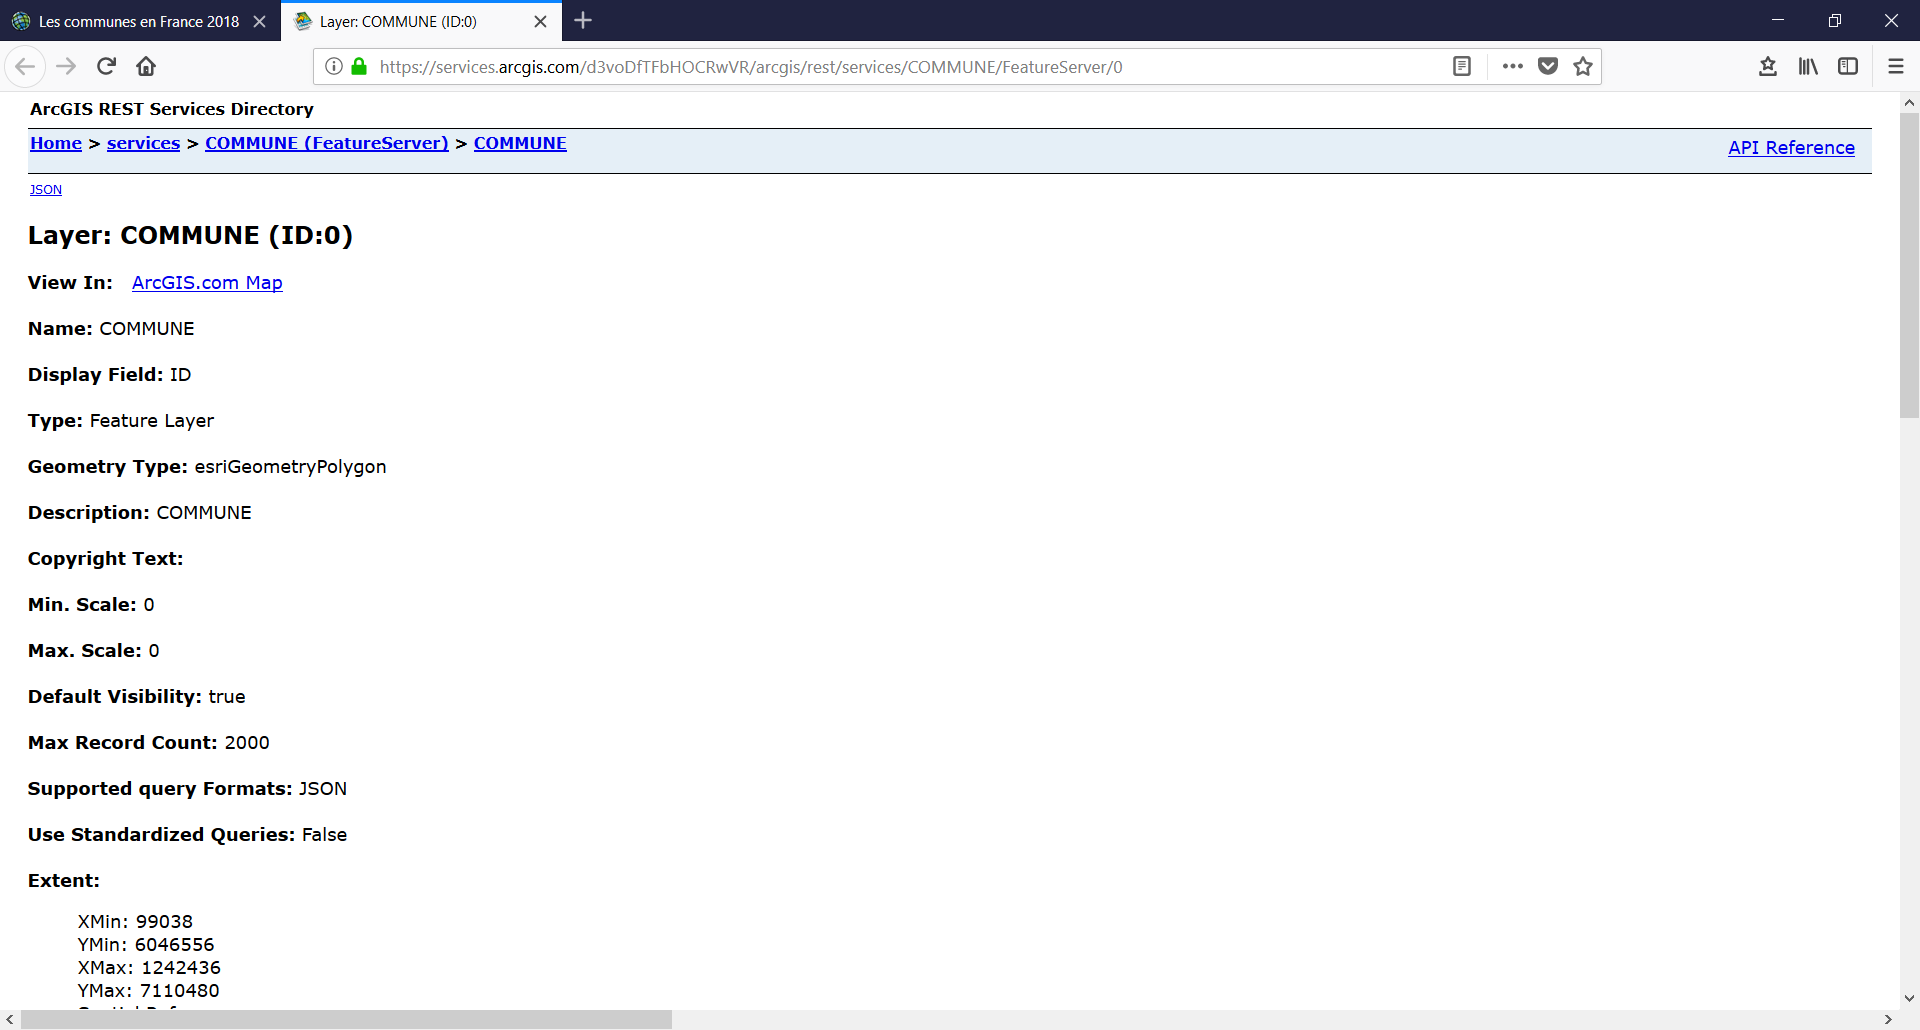 Les communes en France 2018
Layer: COMMUNE (ID:0)
https://services.arcgis.com/d3voDfTFbHOCRwVR/arcgis/rest/services/COMMUNE/FeatureServer/0
ArcGIS REST Services Directory
Home > services > COMMUNE (FeatureServer) > COMMUNE
API Reference
JSON
Layer: COMMUNE (ID:0)
View In: ArcGIS.com Map
Name: COMMUNE
Display Field: ID
Type: Feature Layer
Geometry Type: esriGeometryPolygon
Description: COMMUNE
Copyright Text:
Min. Scale: 0
Max. Scale: 0
Default Visibility: true
Max Record Count: 2000
Supported query Formats: JSON
Use Standardized Queries: False
Extent:
XMin: 99038
YMin: 6046556
XMax: 1242436
YMax: 7110480